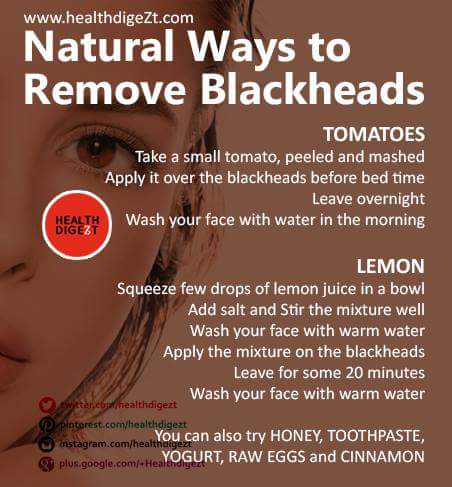 www.healthdigeZt.com
Natural Ways to
Remove Blackheads
TOMATOES
Take a small tomato, peeled and mashed
Apply it over the blackheads before bed time
Leave overnight
Wash your face with water in the morning
HEALTH
DIGEZT
LEMON
Squeeze few drops of lemon juice in a bowl
Add salt and Stir the mixture well
Wash your face with warm water
Apply the mixture on the blackheads
Leave for some 20 minutes
Wash your face with warm water
twitter.com/healthdigezt
pinterest.com/healthdigezt
instagram.com/healthdigezt
plus.google.com/+Healthdigezt
You can also try HONEY, TOOTHPASTE,
YOGURT, RAW EGGS and CINNAMON